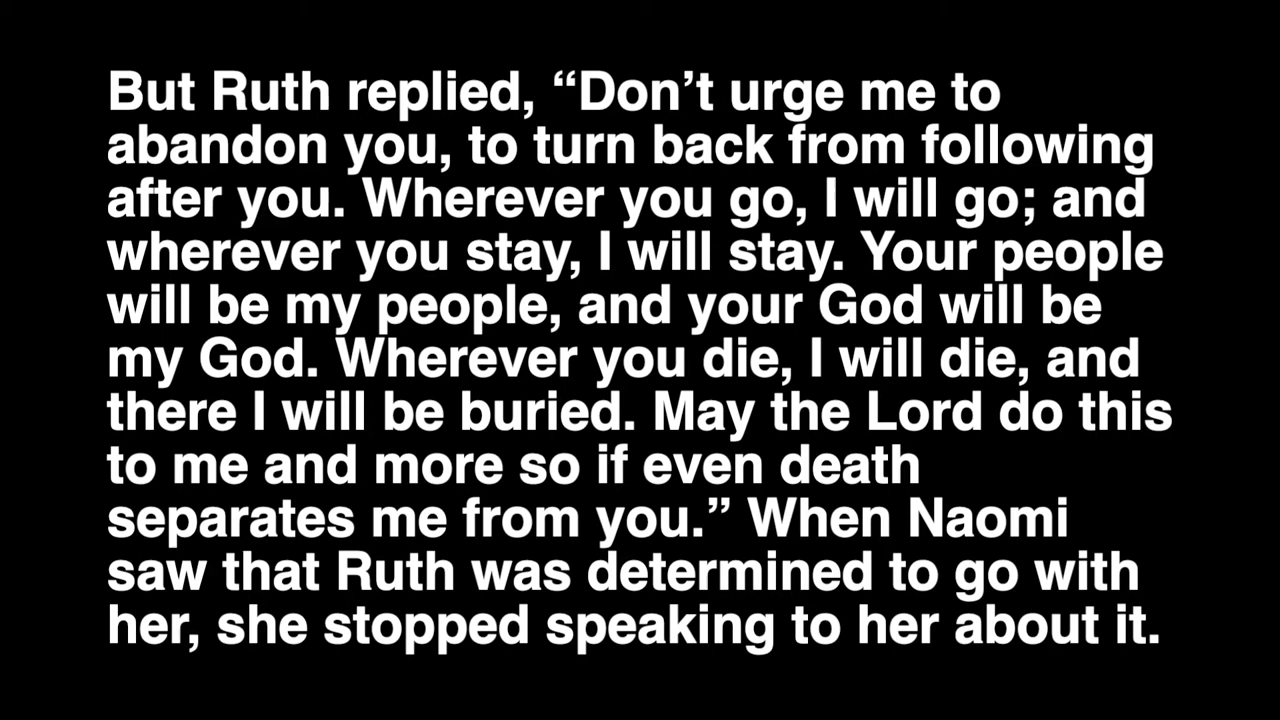 But Ruth replied, “Don’t urge me to
abandon you, to turn back from following
after you. Wherever you go, I will go; and
wherever you stay, I will stay. Your people
will be my people, and your God will be
my God. Wherever you die, I will die, and
there I will be buried. May the Lord do this
to me and more so if even death
separates me from you.” When Naomi
saw that Ruth was determined to go with
her, she stopped speaking to her about it.